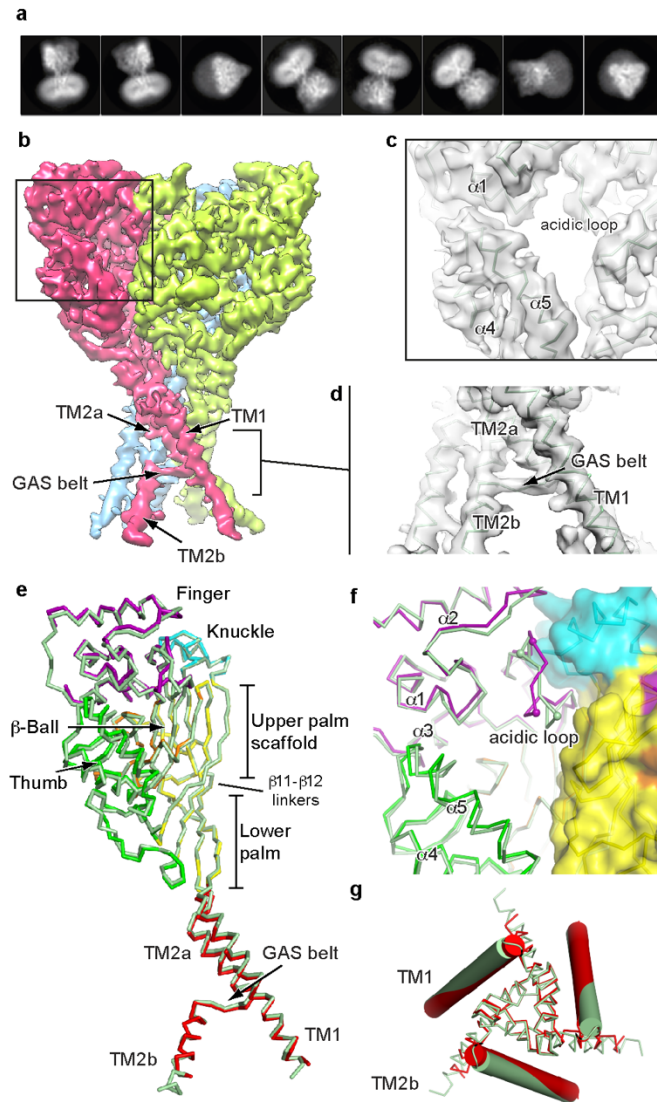 a
b
c
α1
acidic loop
α5
α4
TM2a
TM1
GAS belt
TM2b
d
TM2a
GAS belt
TM1
TM2b
e
Finger
Knuckle
β-Ball
Upper palm
scaffold
Thumb
β11-β12
linkers
Lower
palm
TM2a
GAS belt
TM1
TM2b
f
α2
α1
acidic loop
α3
α5
α4
g
TM1
TM2b